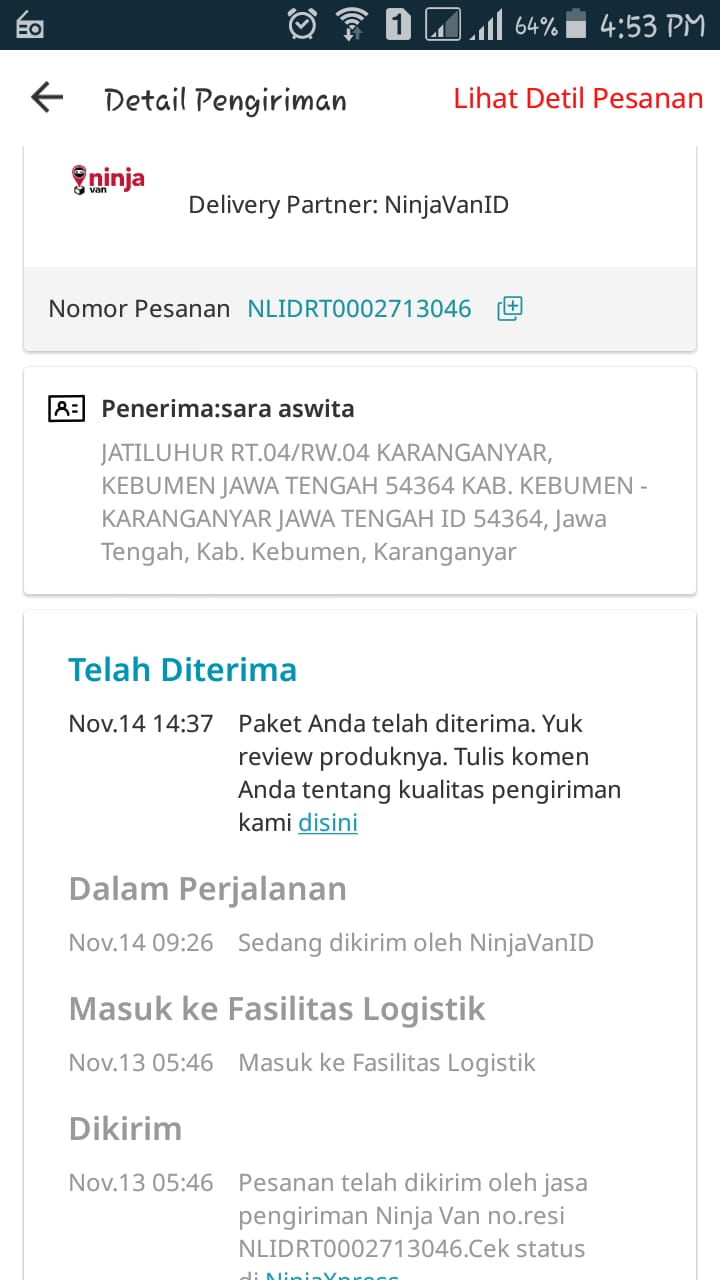 64% 4:53 PM
Detail Pengiriman
Lihat Detil Pesanan
ninja
van
Delivery Partner: NinjaVanID
Nomor Pesanan NLIDRT0002713046
Penerima:sara aswita
JATILUHUR RT.04/RW.04 KARANGANYAR,
KEBUMEN JAWA TENGAH 54364 KAB. KEBUMEN -
KARANGANYAR JAWA TENGAH ID 54364, Jawa
Tengah, Kab. Kebumen, Karanganyar
Telah Diterima
Nov.14 14:37 Paket Anda telah diterima. Yuk
review produknya. Tulis komen
Anda tentang kualitas pengiriman
kami disini
Dalam Perjalanan
Nov.14 09:26 Sedang dikirim oleh NinjaVanID
Masuk ke Fasilitas Logistik
Nov.13 05:46 Masuk ke Fasilitas Logistik
Dikirim
Nov.13 05:46 Pesanan telah dikirim oleh jasa
pengiriman Ninja Van no.resi
NLIDRT0002713046.Cek status
di NinjaXpress